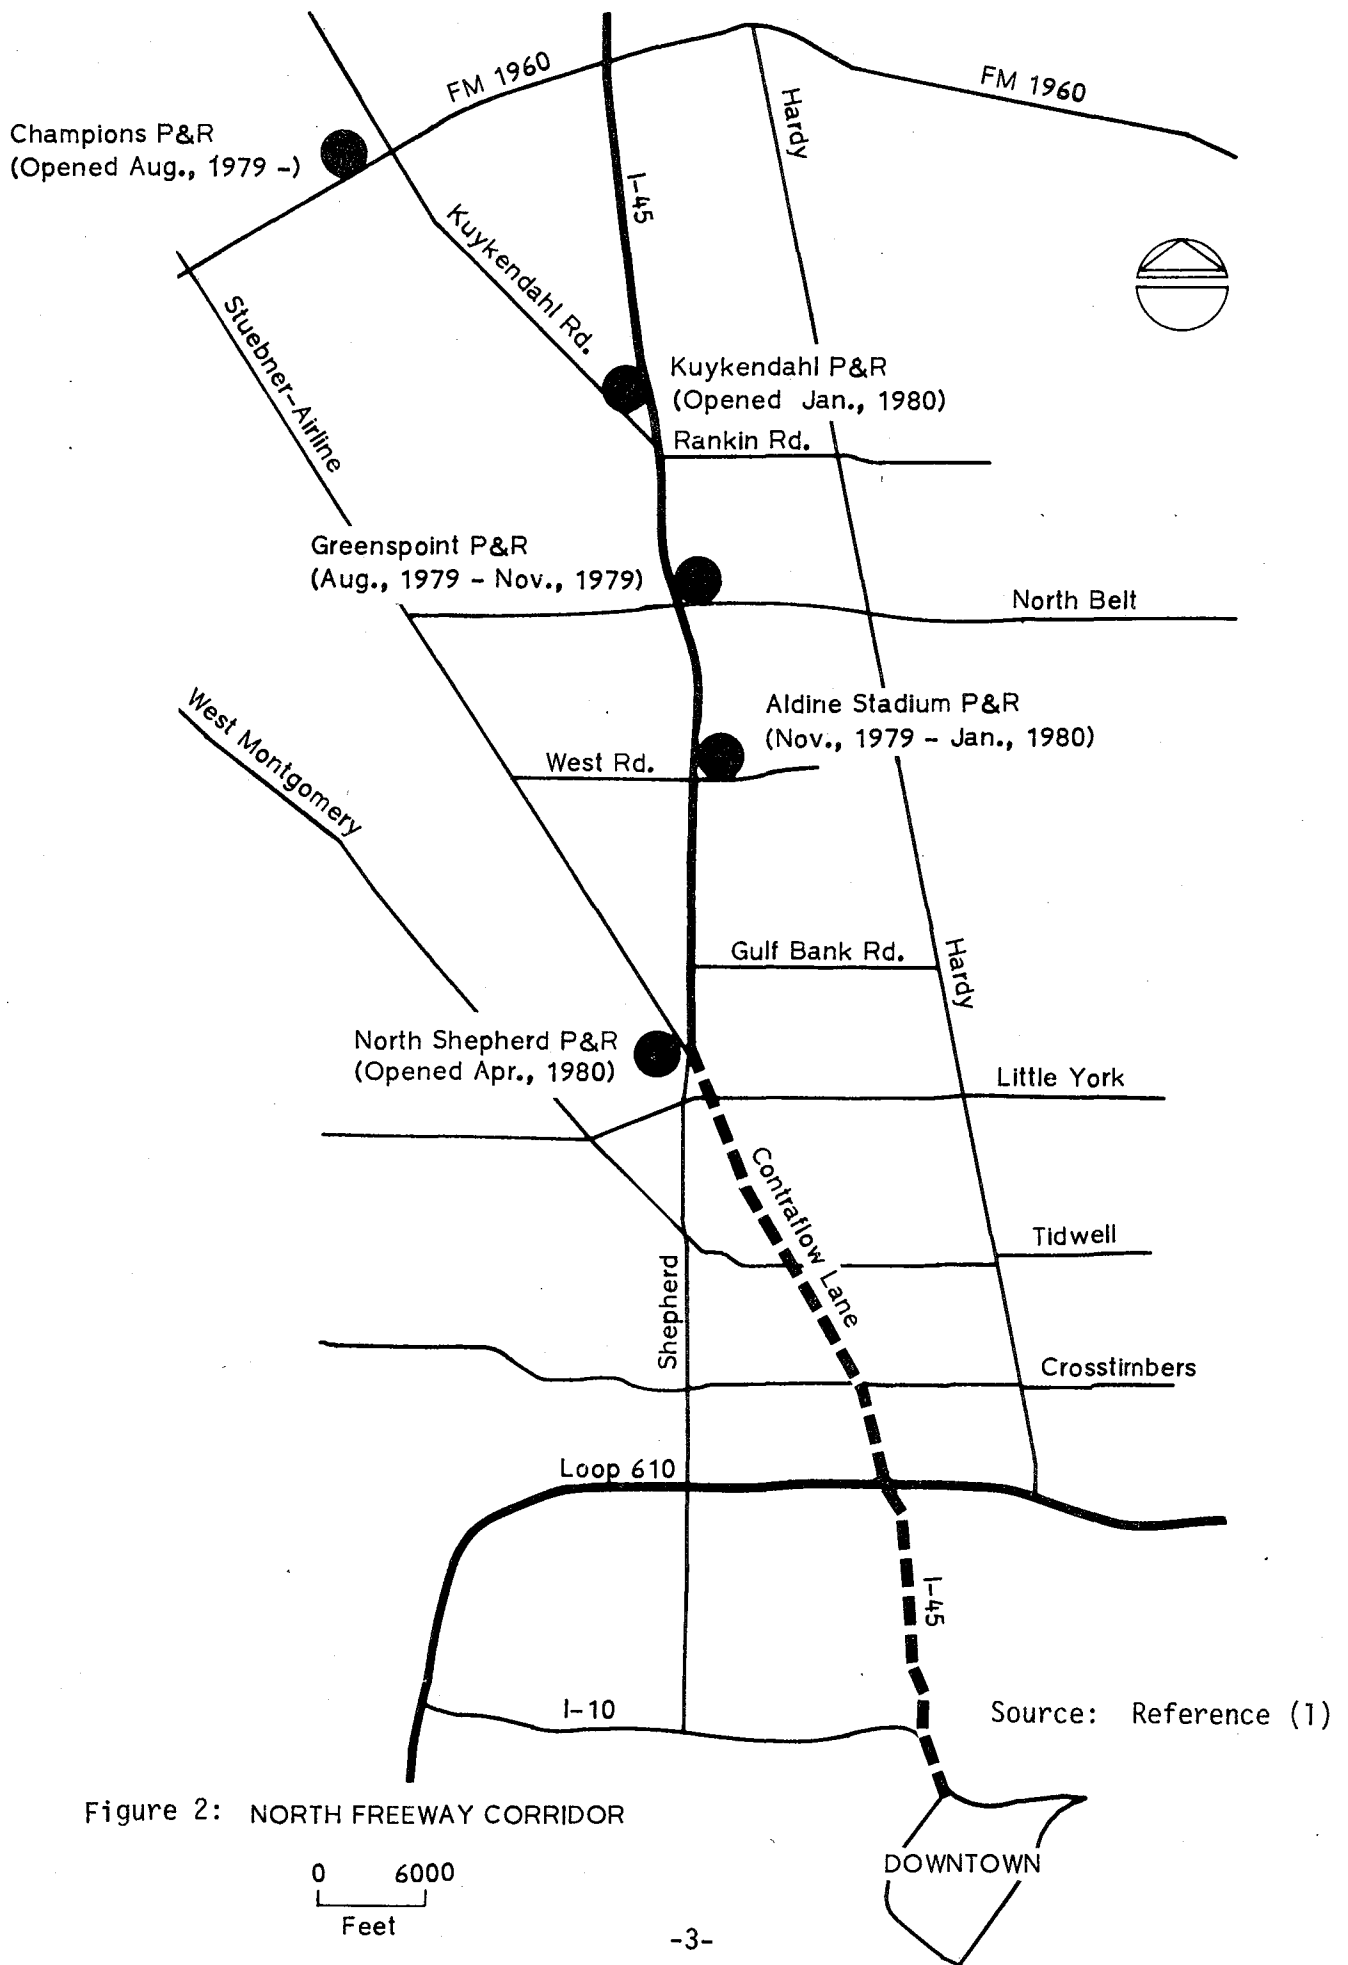 FM 1960
FM 1960
Hardy
Champions P&R
(Opened Aug., 1979 -)
I-45
Kuykendahl Rd.
Stuebner-Airline
Kuykendahl P&R
(Opened Jan., 1980)
Rankin Rd.
Greenspoint P&R
(Aug., 1979 - Nov., 1979)
North Belt
West Montgomery
Aldine Stadium P&R
(Nov., 1979 - Jan., 1980)
West Rd.
Gulf Bank Rd.
Hardy
North Shepherd P&R
(Opened Apr., 1980)
Little York
Contraflow Lane
Tidwell
Shepherd
Crosstimbers
Loop 610
I-45
I-10
Source: Reference (1)
Figure 2: NORTH FREEWAY CORRIDOR
DOWNTOWN
0 6000
Feet
-3-